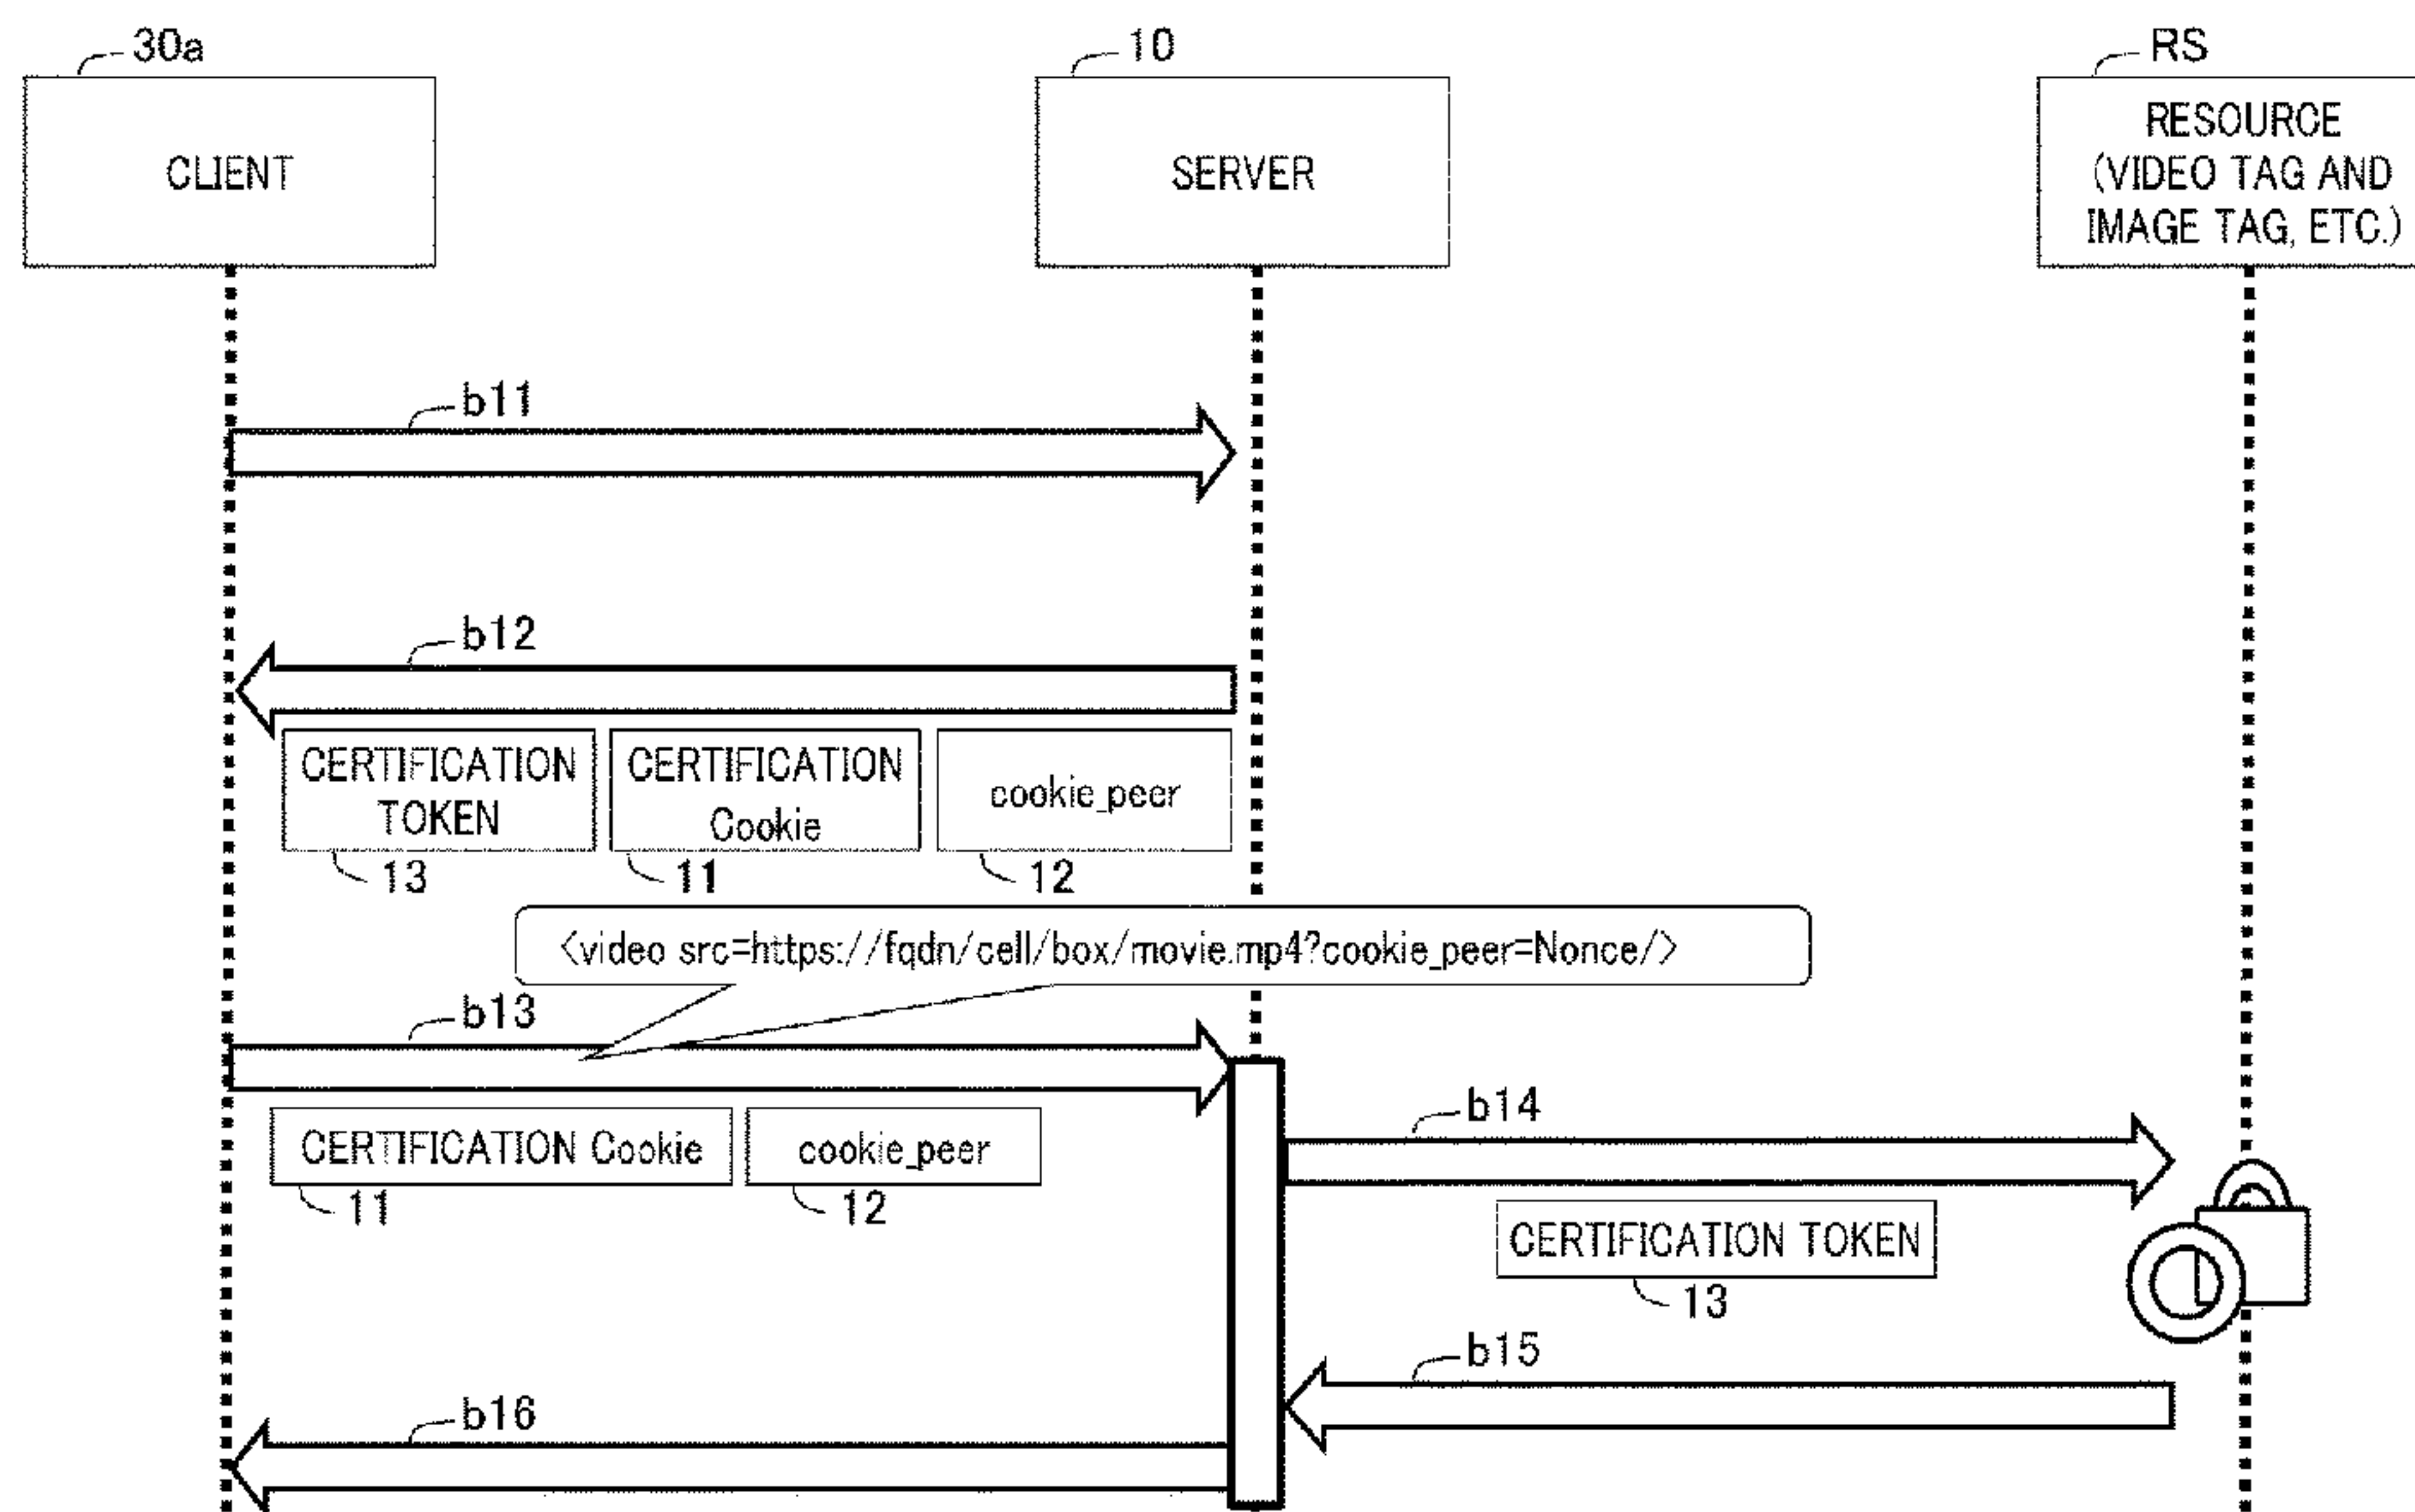 30a
10
RS
CLIENT
SERVER
RESOURCE
(VIDEO TAG AND
IMAGE TAG, ETC.)
b11
b12
CERTIFICATION
TOKEN
13
CERTIFICATION
Cookie
11
cookie_peer
12
<video src=https://fqdn/cell/box/movie.mp4?cookie_peer=Nonce/>
b13
CERTIFICATION Cookie
11
cookie_peer
12
b14
CERTIFICATION TOKEN
13
b15
b16